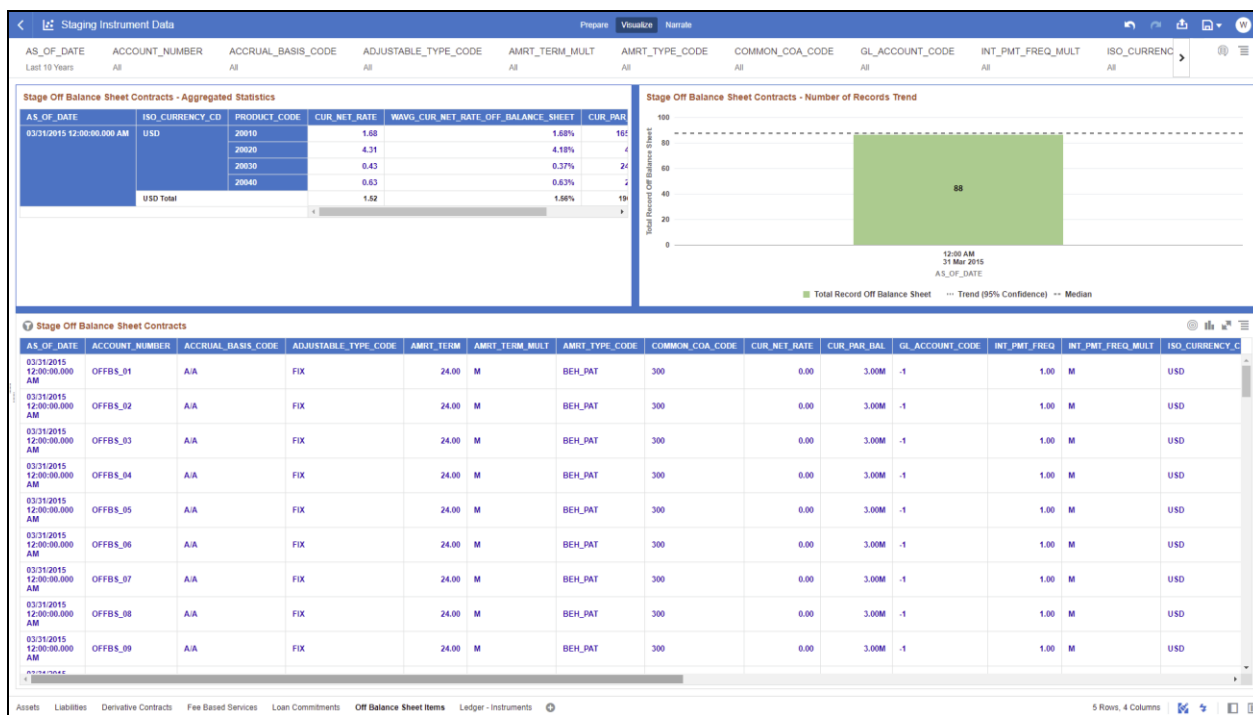 Staging Instrument Data Prepare Visualize Narrate W
AS_OF_DATE ACCOUNT_NUMBER ACCRUAL_BASIS_CODE ADJUSTABLE_TYPE_CODE AMRT_TERM_MULT AMRT_TYPE_CODE COMMON_COA_CODE GL_ACCOUNT_CODE INT_PMT_FREQ_MULT ISO_CURRENC
Last 10 Years All All All All All All All All All
Stage Off Balance Sheet Contracts - Aggregated Statistics
AS_OF_DATE ISO_CURRENCY_CD PRODUCT_CODE CUR_NET_RATE WAVG_CUR_NET_RATE_OFF_BALANCE_SHEET CUR_PAR
03/31/2015 12:00:00.000 AM USD 20010 1.68 1.68% 165
20020 4.31 4.18%
20030 0.43 0.37% 24
20040 0.63 0.63%
USD Total 1.52 1.56% 19
Stage Off Balance Sheet Contracts - Number of Records Trend
Total Record Off Balance Sheet
100
80
60
40
20
0
88
12:00 AM
31 Mar 2015
AS_OF_DATE
Total Record Off Balance Sheet Trend (95% Confidence) Median
Stage Off Balance Sheet Contracts
AS_OF_DATE ACCOUNT_NUMBER ACCRUAL_BASIS_CODE ADJUSTABLE_TYPE_CODE AMRT_TERM AMRT_TERM_MULT AMRT_TYPE_CODE COMMON_COA_CODE CUR_NET_RATE CUR_PAR_BAL GL_ACCOUNT_CODE INT_PMT_FREQ INT_PMT_FREQ_MULT ISO_CURRENCY_C
03/31/2015
12:00:00.000 OFFBS_01 A/A FIX 24.00 M BEH_PAT 300 0.00 3.00M -1 1.00 M USD
AM
03/31/2015
12:00:00.000 OFFBS_02 A/A FIX 24.00 M BEH_PAT 300 0.00 3.00M -1 1.00 M USD
AM
03/31/2015
12:00:00.000 OFFBS_03 A/A FIX 24.00 M BEH_PAT 300 0.00 3.00M -1 1.00 M USD
AM
03/31/2015
12:00:00.000 OFFBS_04 A/A FIX 24.00 M BEH_PAT 300 0.00 3.00M -1 1.00 M USD
AM
03/31/2015
12:00:00.000 OFFBS_05 A/A FIX 24.00 M BEH_PAT 300 0.00 3.00M -1 1.00 M USD
AM
03/31/2015
12:00:00.000 OFFBS_06 A/A FIX 24.00 M BEH_PAT 300 0.00 3.00M -1 1.00 M USD
AM
03/31/2015
12:00:00.000 OFFBS_07 A/A FIX 24.00 M BEH_PAT 300 0.00 3.00M -1 1.00 M USD
AM
03/31/2015
12:00:00.000 OFFBS_08 A/A FIX 24.00 M BEH_PAT 300 0.00 3.00M -1 1.00 M USD
AM
03/31/2015
12:00:00.000 OFFBS_09 A/A FIX 24.00 M BEH_PAT 300 0.00 3.00M -1 1.00 M USD
AM
Assets Liabilities Derivative Contracts Fee Based Services Loan Commitments Off Balance Sheet Items Ledger - Instruments 5 Rows, 4 Columns